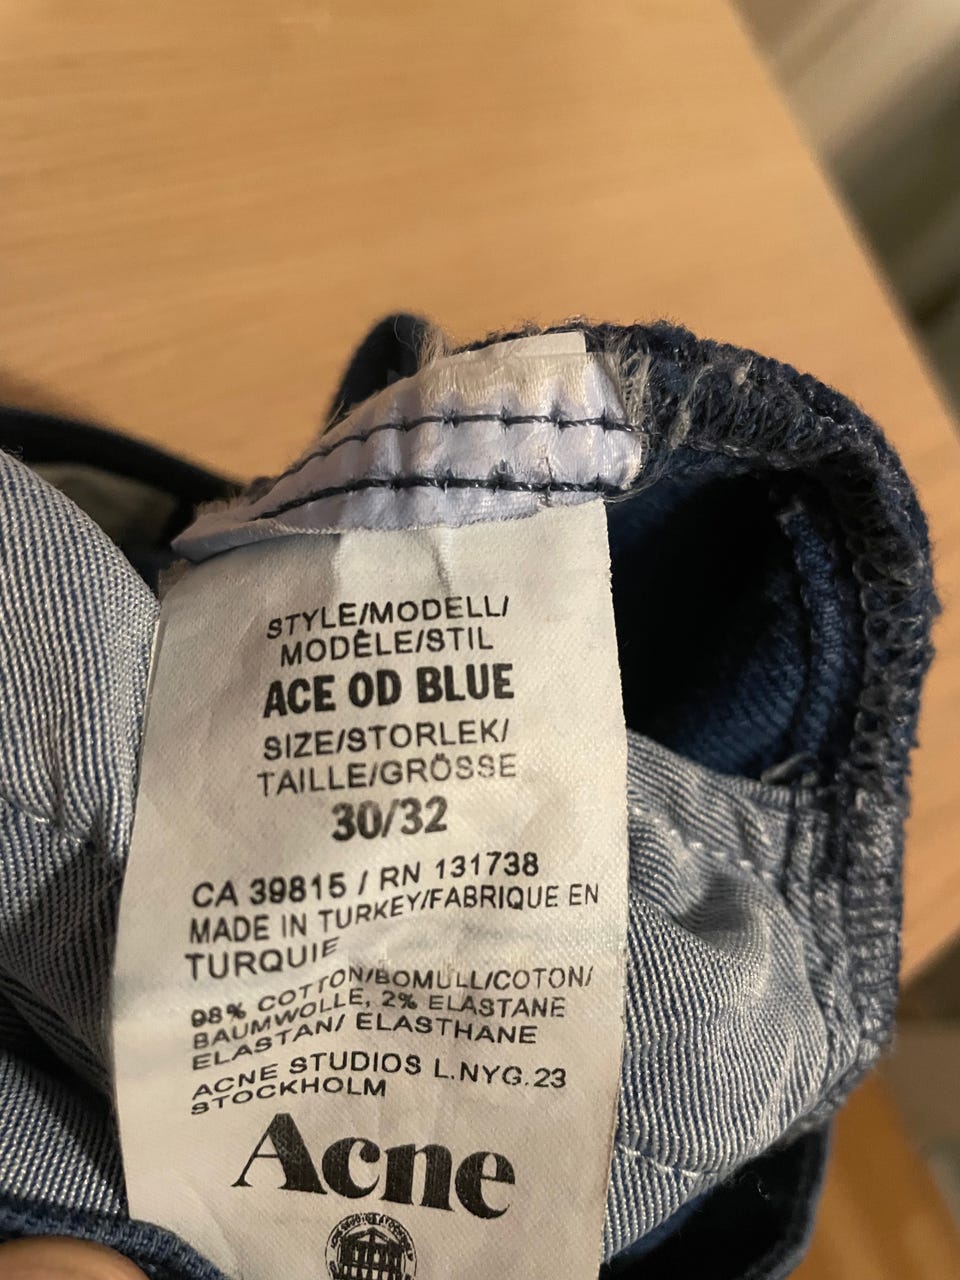 STYLE/MODELL/
MODÈLE/STIL
ACE OD BLUE
SIZE/STORLEK/
TAILLE/GRÖSSE
30/32
CA 39815 / RN 131738
MADE IN TURKEY/FABRIQUE EN
TURQUIE
98% COTTON/BOMULL/COTON/
BAUMWOLLE, 2% ELASTANE
ELASTAN/ ELASTHANE
ACNE STUDIOS L.NYG.23
STOCKHOLM
Acne